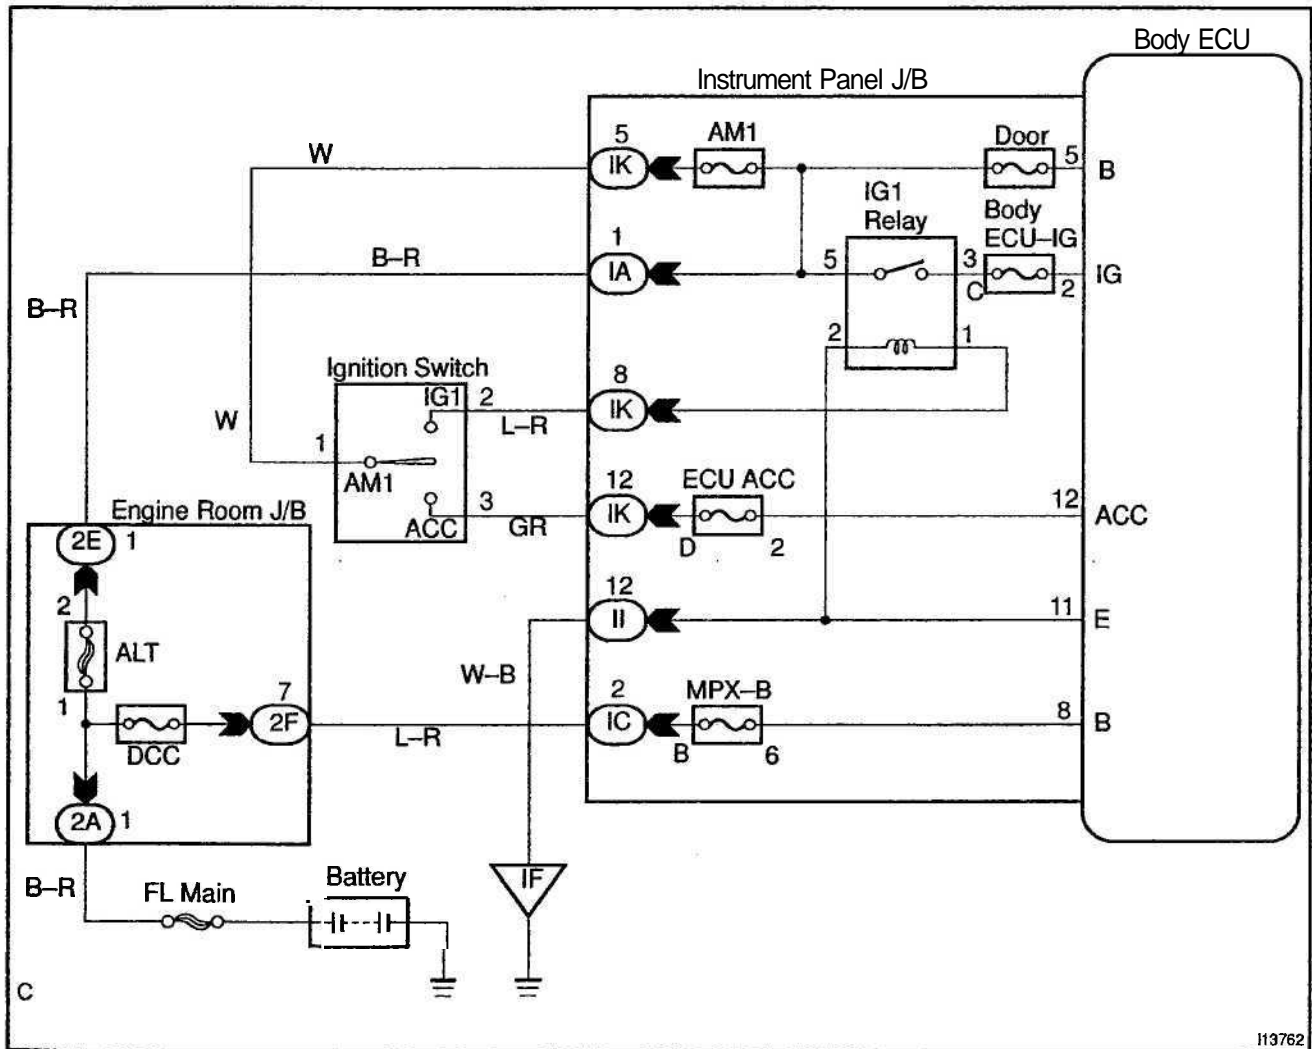 Body ECU
Instrument Panel J/B
5
AM1
Door
W
IK
5
B
IG1
Relay
Body
ECU–IG
1
B–R
IA
5
3
C
2
IG
B–R
2
1
Ignition Switch
8
IG1
2
IK
L–R
W
1
AM1
12
ECU ACC
3
12
ACC
GR
IK
ACC
D
2
Engine Room J/B
2E
1
12
2
II
11
E
ALT
W–B
1
7
2
MPX–B
2F
IC
8
B
DCC
L–R
B
6
2A
1
B–R
FL Main
Battery
IF
C
I13762